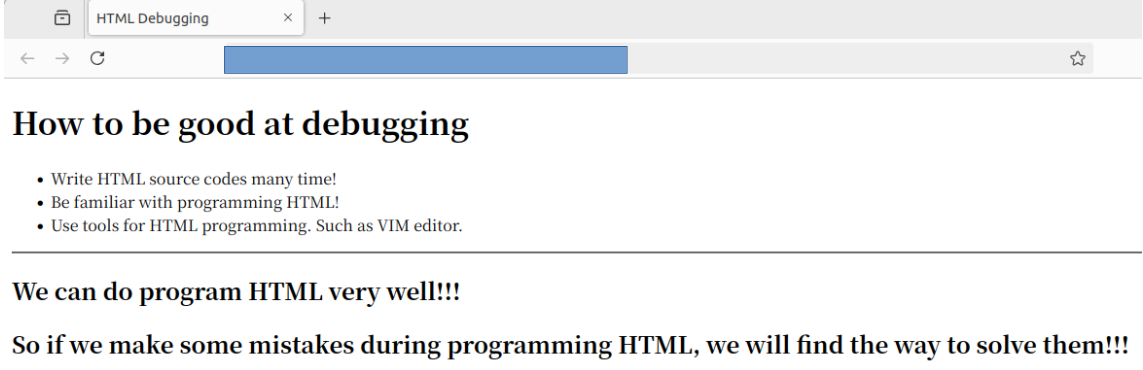 HTML Debugging
How to be good at debugging
Write HTML source codes many time!
Be familiar with programming HTML!
Use tools for HTML programming. Such as VIM editor.
We can do program HTML very well!!!
So if we make some mistakes during programming HTML, we will find the way to solve them!!!